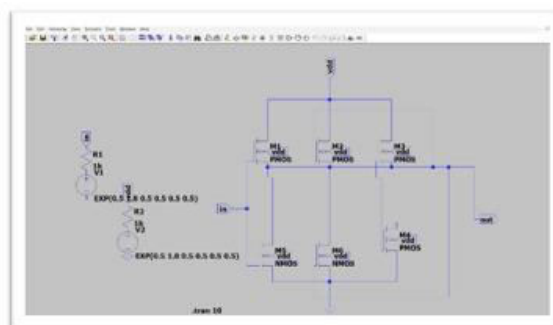 vdd
M1
vdd
PMOS
M2
vdd
PMOS
M3
vdd
PMOS
R1
1k
V1
EXP(0.5 1.8 0.5 0.5 0.5 0.5)
vdd
R2
1k
V2
EXP(0.5 1.8 0.5 0.5 0.5 0.5)
in
out
M4
vdd
PMOS
M5
vdd
NMOS
M6
vdd
NMOS
.tran 10